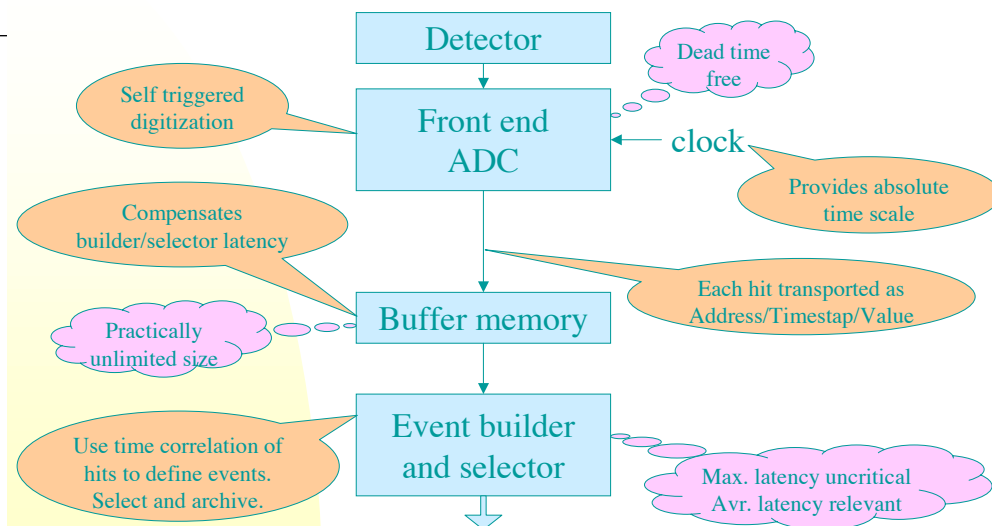 Detector
Dead time
free
Self triggered
digitization
Front end
ADC
clock
Provides absolute
time scale
Compensates
builder/selector latency
Each hit transported as
Address/Timestap/Value
Buffer memory
Practically
unlimited size
Event builder
and selector
Use time correlation of
hits to define events.
Select and archive.
Max. latency uncritical
Avr. latency relevant